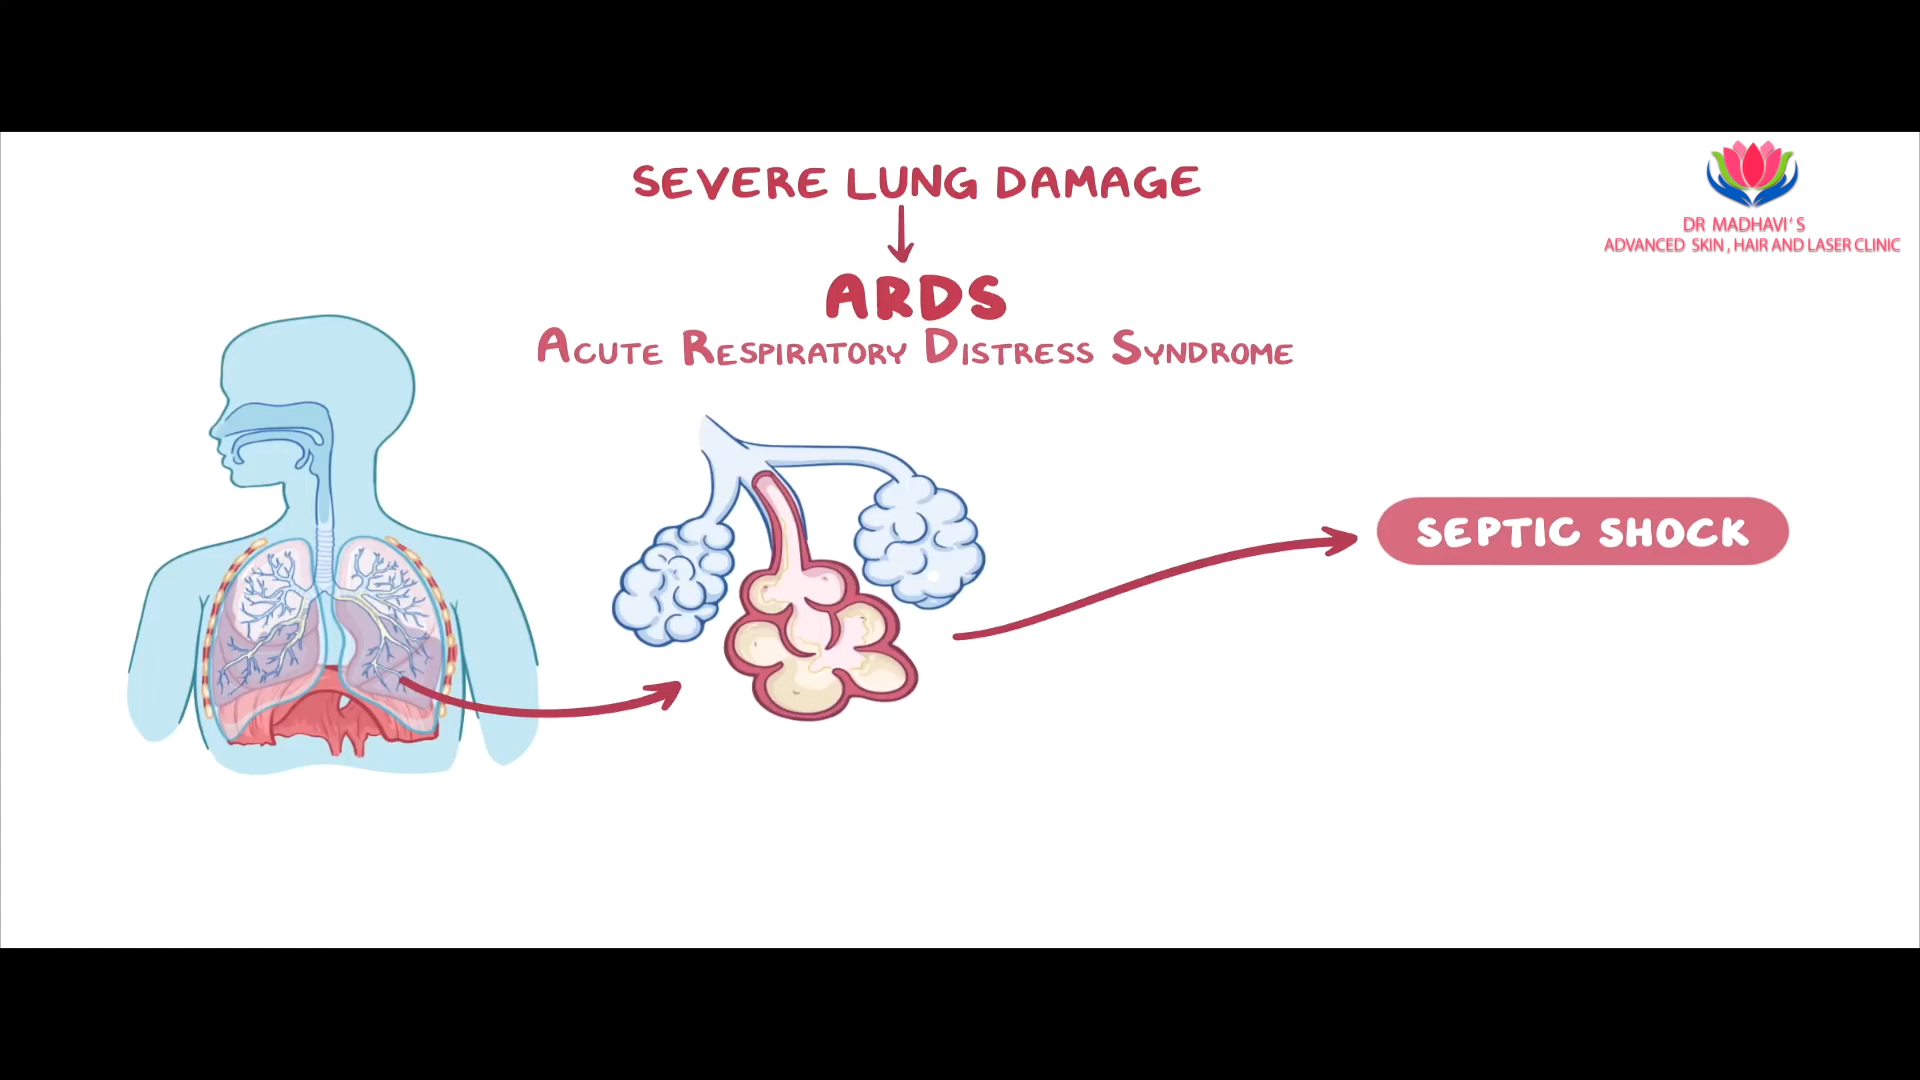 SEVERE LUNG DAMAGE
ARDS
ACUTE RESPIRATORY DISTRESS SYNDROME
SEPTIC SHOCK
DR MADHAVI'S
ADVANCED SKIN, HAIR AND LASER CLINIC